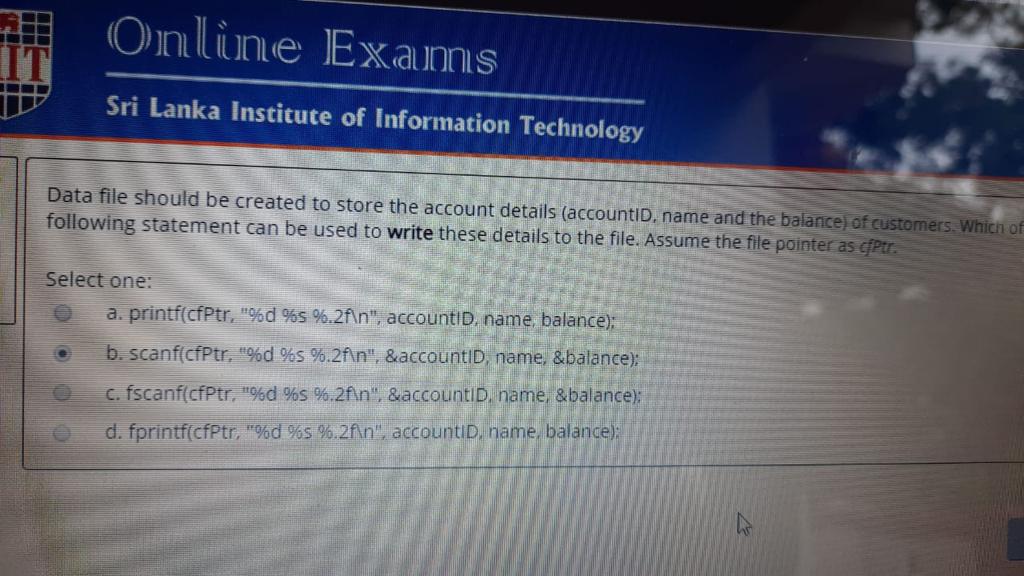 IIT
Online Exams
Sri Lanka Institute of Information Technology
Data file should be created to store the account details (accountID, name and the balance) of customers. Which of
following statement can be used to write these details to the file. Assume the file pointer as cfPtr.
Select one:
a. printf(cfPtr, "%d %s %.2f\n", accountID, name, balance);
b. scanf(cfPtr, "%d %s %.2f\n", &accountID, name, &balance);
c. fscanf(cfPtr, "%d %s %.2f\n", &accountID, name, &balance);
d. fprintf(cfPtr, "%d %s %.2f\n", accountID, name, balance);